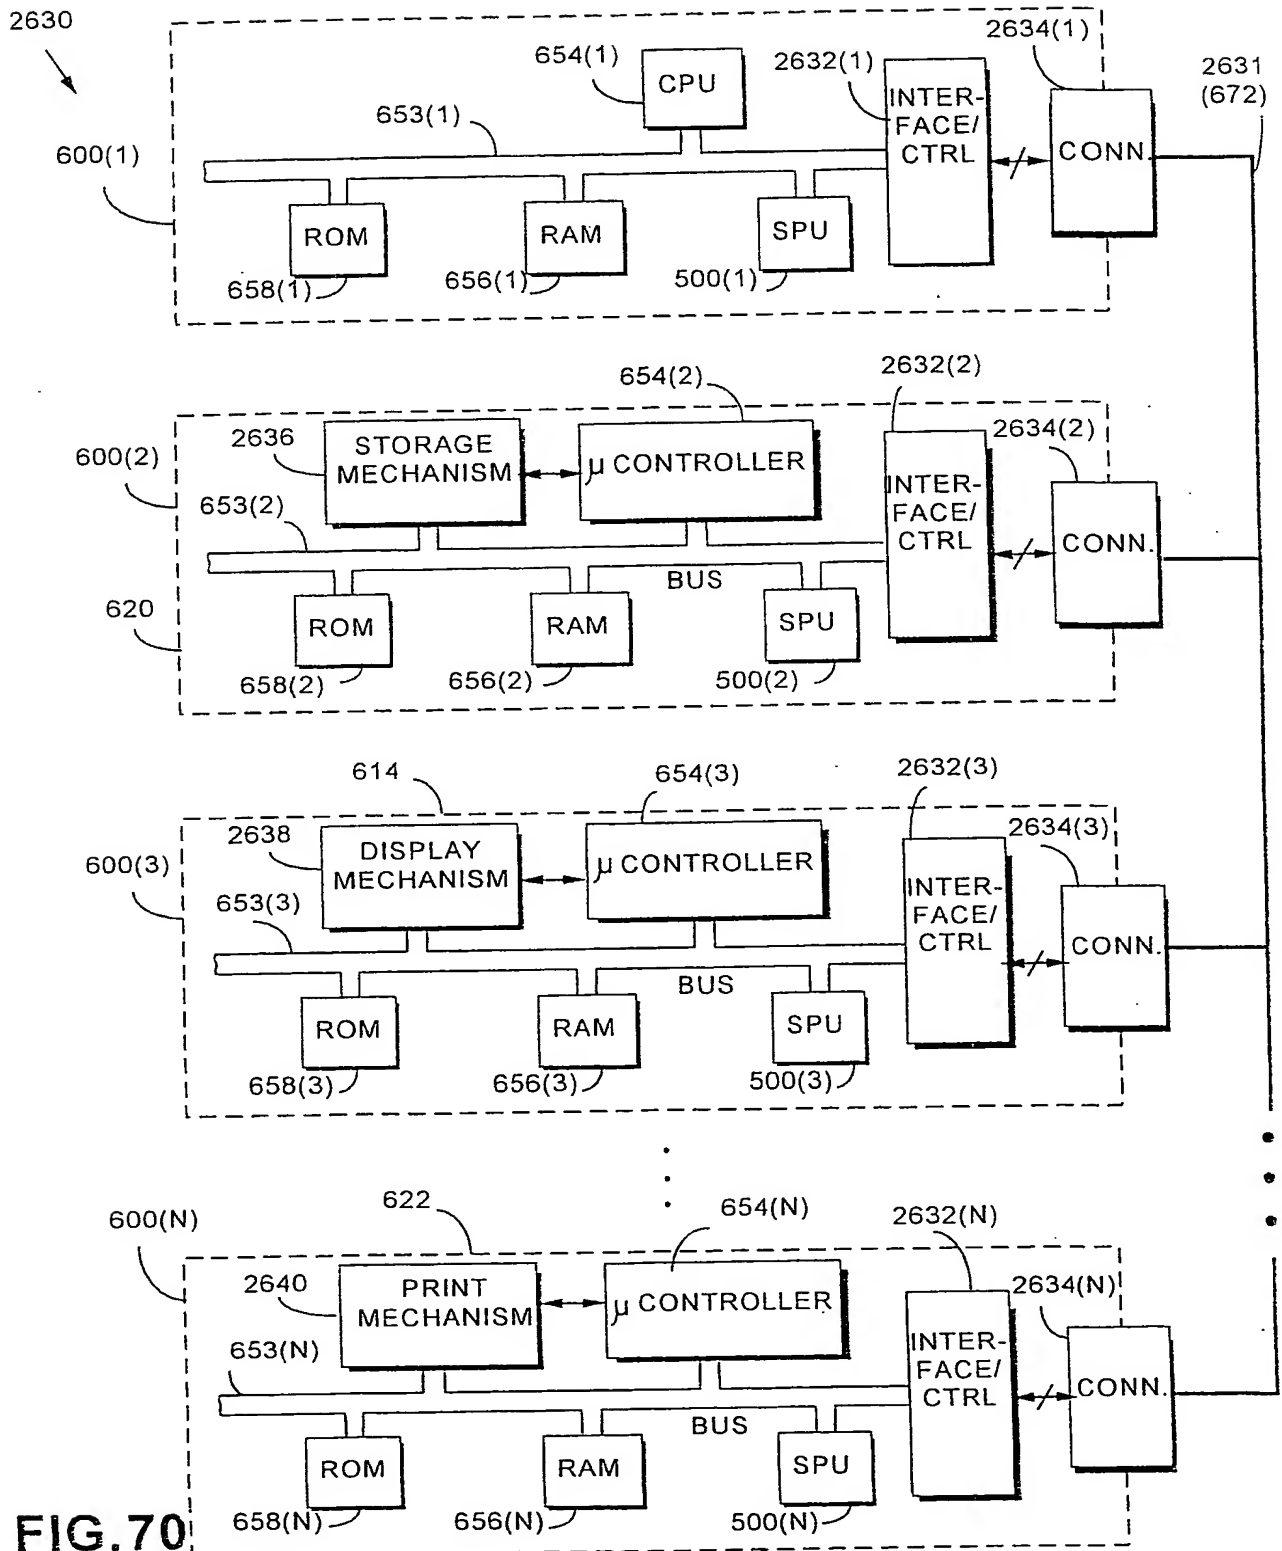 2630
654(1)
2632(1)
2634(1)
2631
(672)
CPU
INTER-
FACE/
CTRL
CONN.
653(1)
600(1)
ROM
RAM
SPU
658(1)
656(1)
500(1)
654(2)
2632(2)
2634(2)
600(2)
2636
STORAGE
MECHANISM
µ CONTROLLER
INTER-
FACE/
CTRL
CONN.
653(2)
BUS
620
ROM
RAM
SPU
658(2)
656(2)
500(2)
614
654(3)
2632(3)
2634(3)
600(3)
2638
DISPLAY
MECHANISM
µ CONTROLLER
INTER-
FACE/
CTRL
CONN.
653(3)
BUS
ROM
RAM
SPU
658(3)
656(3)
500(3)
622
654(N)
2632(N)
2634(N)
600(N)
2640
PRINT
MECHANISM
µ CONTROLLER
INTER-
FACE/
CTRL
CONN.
653(N)
BUS
ROM
RAM
SPU
658(N)
656(N)
500(N)
FIG.70